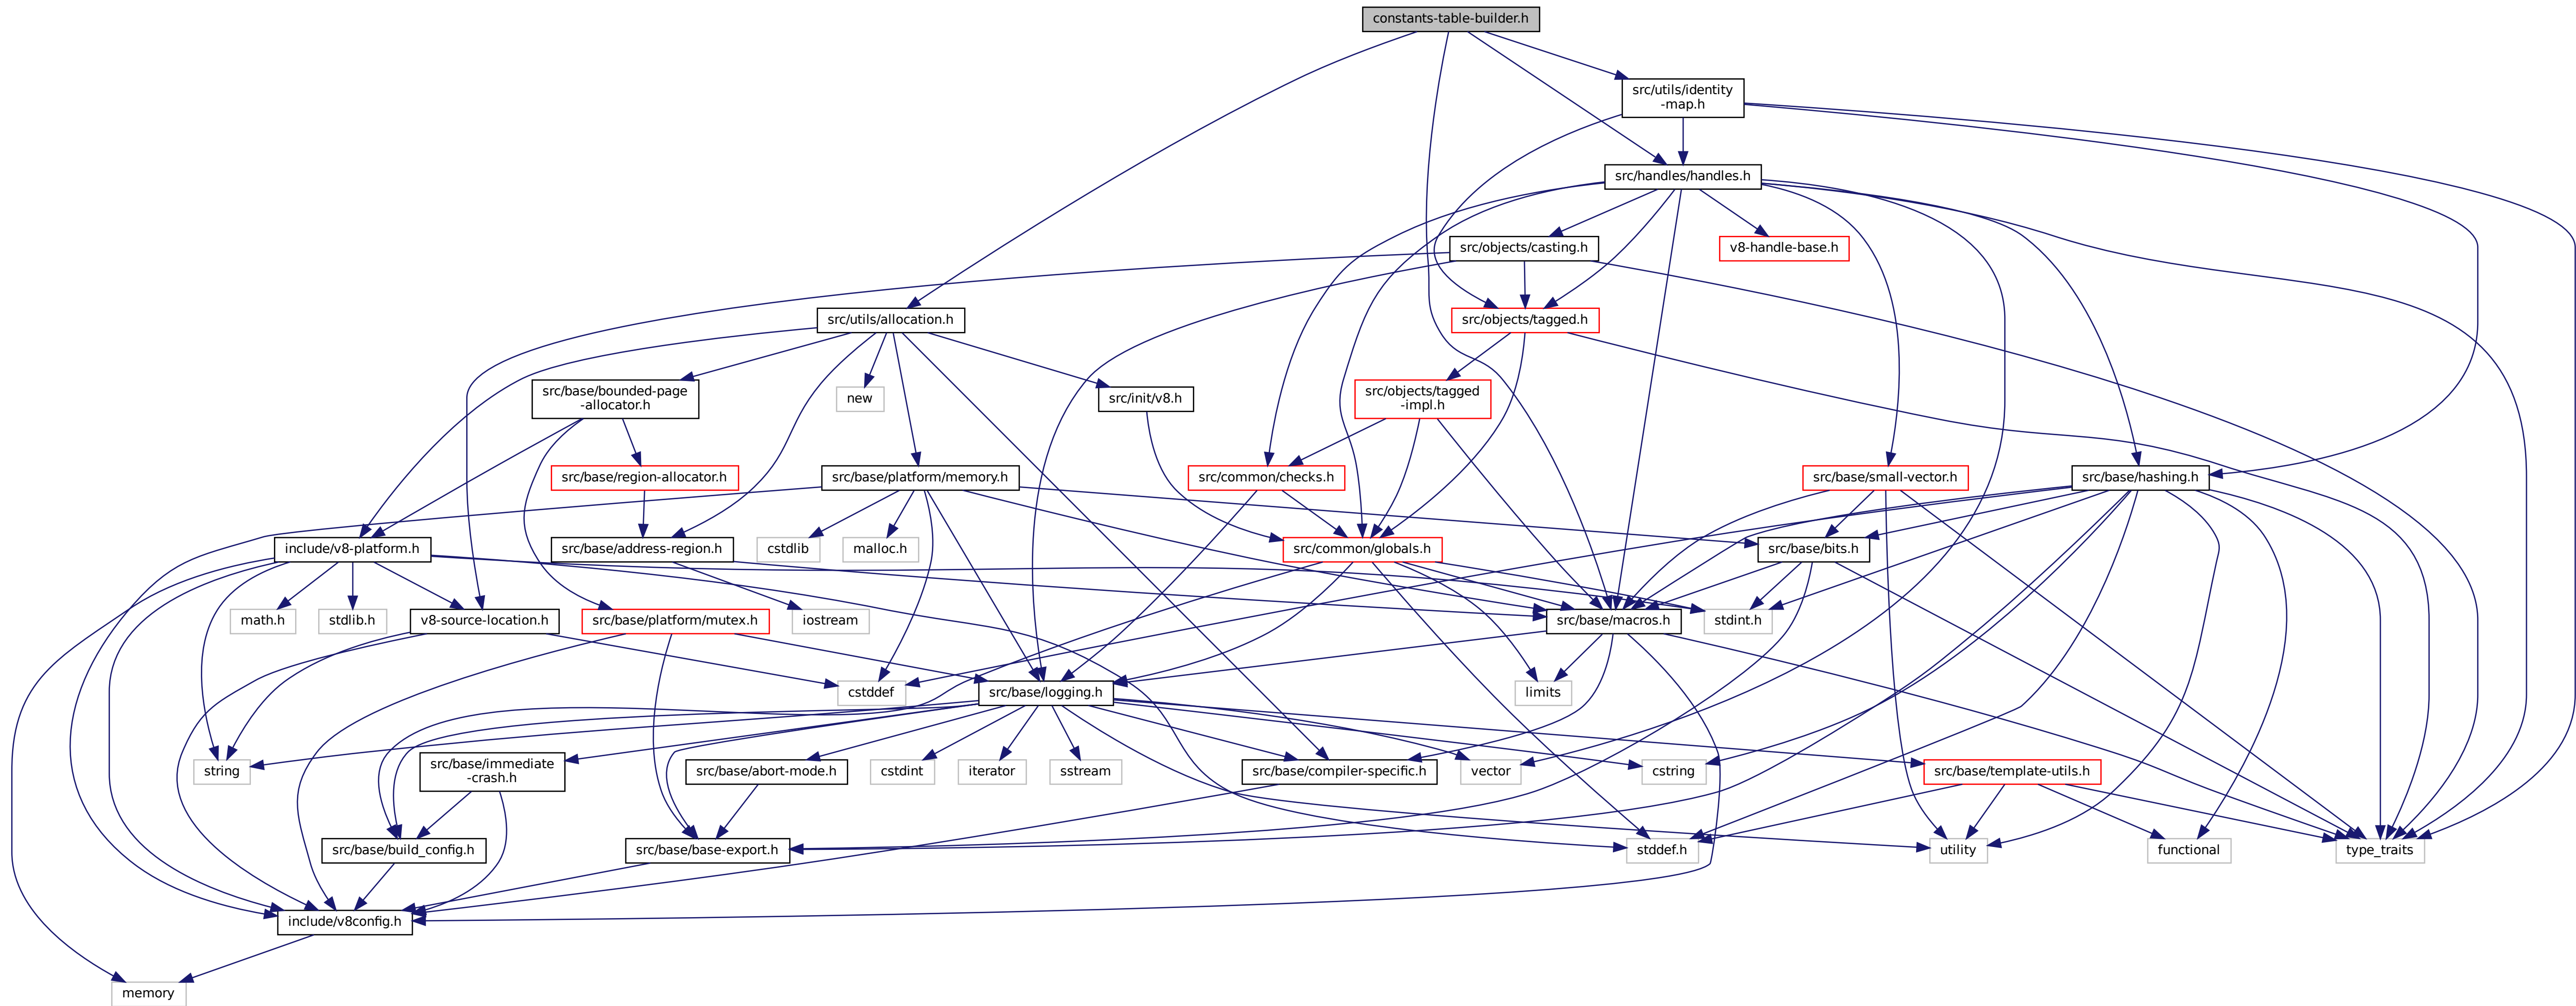 constants-table-builder.h
src/utils/identity
-map.h
src/handles/handles.h
src/objects/casting.h
v8-handle-base.h
src/utils/allocation.h
src/objects/tagged.h
src/base/bounded-page
-allocator.h
new
src/init/v8.h
src/objects/tagged
-impl.h
src/base/region-allocator.h
src/base/platform/memory.h
src/common/checks.h
src/base/small-vector.h
src/base/hashing.h
include/v8-platform.h
src/base/address-region.h
cstdlib
malloc.h
src/common/globals.h
src/base/bits.h
math.h
stdlib.h
v8-source-location.h
src/base/platform/mutex.h
iostream
src/base/macros.h
stdint.h
cstddef
src/base/logging.h
limits
string
src/base/immediate
-crash.h
src/base/abort-mode.h
cstdint
iterator
sstream
src/base/compiler-specific.h
vector
cstring
src/base/template-utils.h
src/base/build_config.h
src/base/base-export.h
stddef.h
utility
functional
type_traits
include/v8config.h
memory